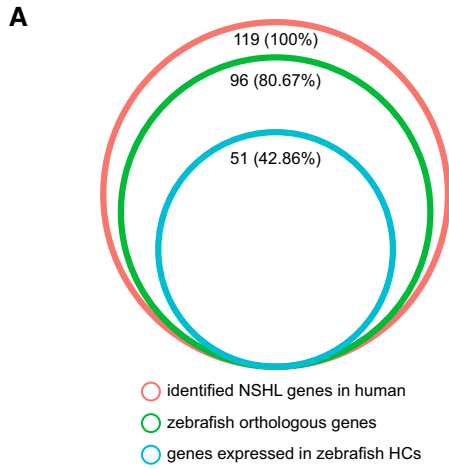 A
119 (100%)
96 (80.67%)
51 (42.86%)
identified NSHL genes in human
zebrafish orthologous genes
genes expressed in zebrafish HCs